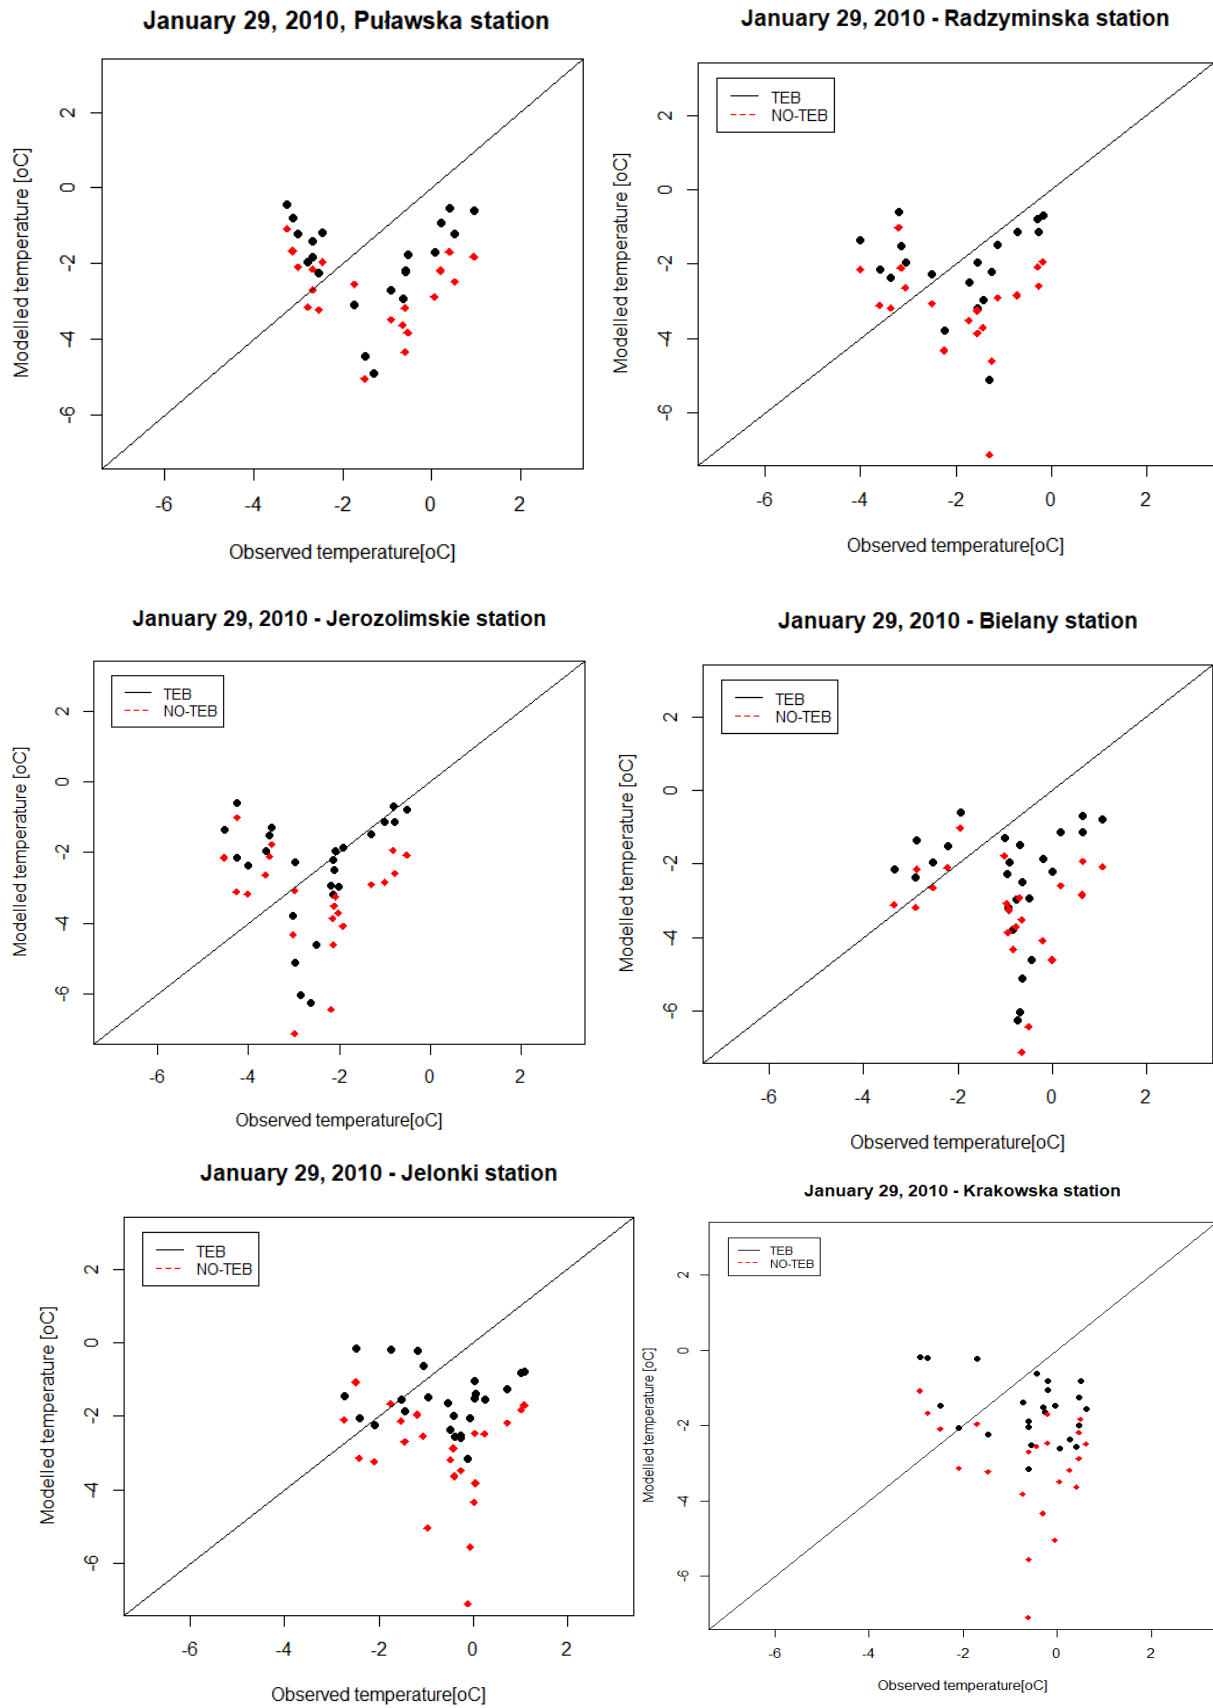 January 29, 2010, Puławska station
2
0
-2
-4
-6
Modelled temperature [oC]
-6 -4 -2 0 2
Observed temperature[oC]
January 29, 2010 - Radzyminska station
TEB
NO-TEB
2
0
-2
-4
-6
Modelled temperature [oC]
-6 -4 -2 0 2
Observed temperature[oC]
January 29, 2010 - Jerozolimskie station
TEB
NO-TEB
2
0
-2
-4
-6
Modelled temperature [oC]
-6 -4 -2 0 2
Observed temperature[oC]
January 29, 2010 - Bielany station
TEB
NO-TEB
2
0
-2
-4
-6
Modelled temperature [oC]
-6 -4 -2 0 2
Observed temperature[oC]
January 29, 2010 - Jelonki station
TEB
NO-TEB
2
0
-2
-4
-6
Modelled temperature [oC]
-6 -4 -2 0 2
Observed temperature[oC]
January 29, 2010 - Krakowska station
TEB
NO-TEB
2
0
-2
-4
-6
Modelled temperature [oC]
-6 -4 -2 0 2
Observed temperature[oC]